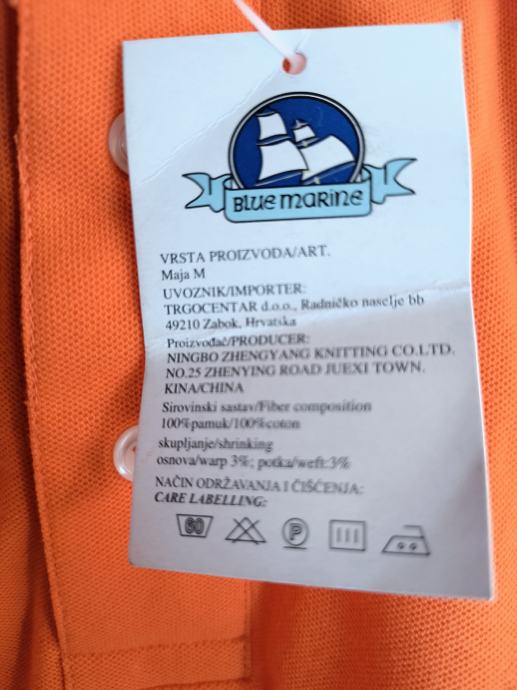 BLUE MARINE
VRSTA PROIZVODA/ART.
Maja M
UVOZNIK/IMPORTER:
TRGOCENTAR d.o.o., Radničko naselje bb
49210 Zabok, Hrvatska
Proizvođač/PRODUCER:
NINGBO ZHENGYANG KNITTING CO.LTD.
NO.25 ZHENYING ROAD JUEXI TOWN.
KINA/CHINA
Sirovinski sastav/Fiber composition
100%pamuk/100%coton
skupljanje/shrinking
osnova/warp 3%; potka/weft:3%
NAČIN ODRŽAVANJA I ČIŠĆENJA:
CARE LABELLING:
60 P